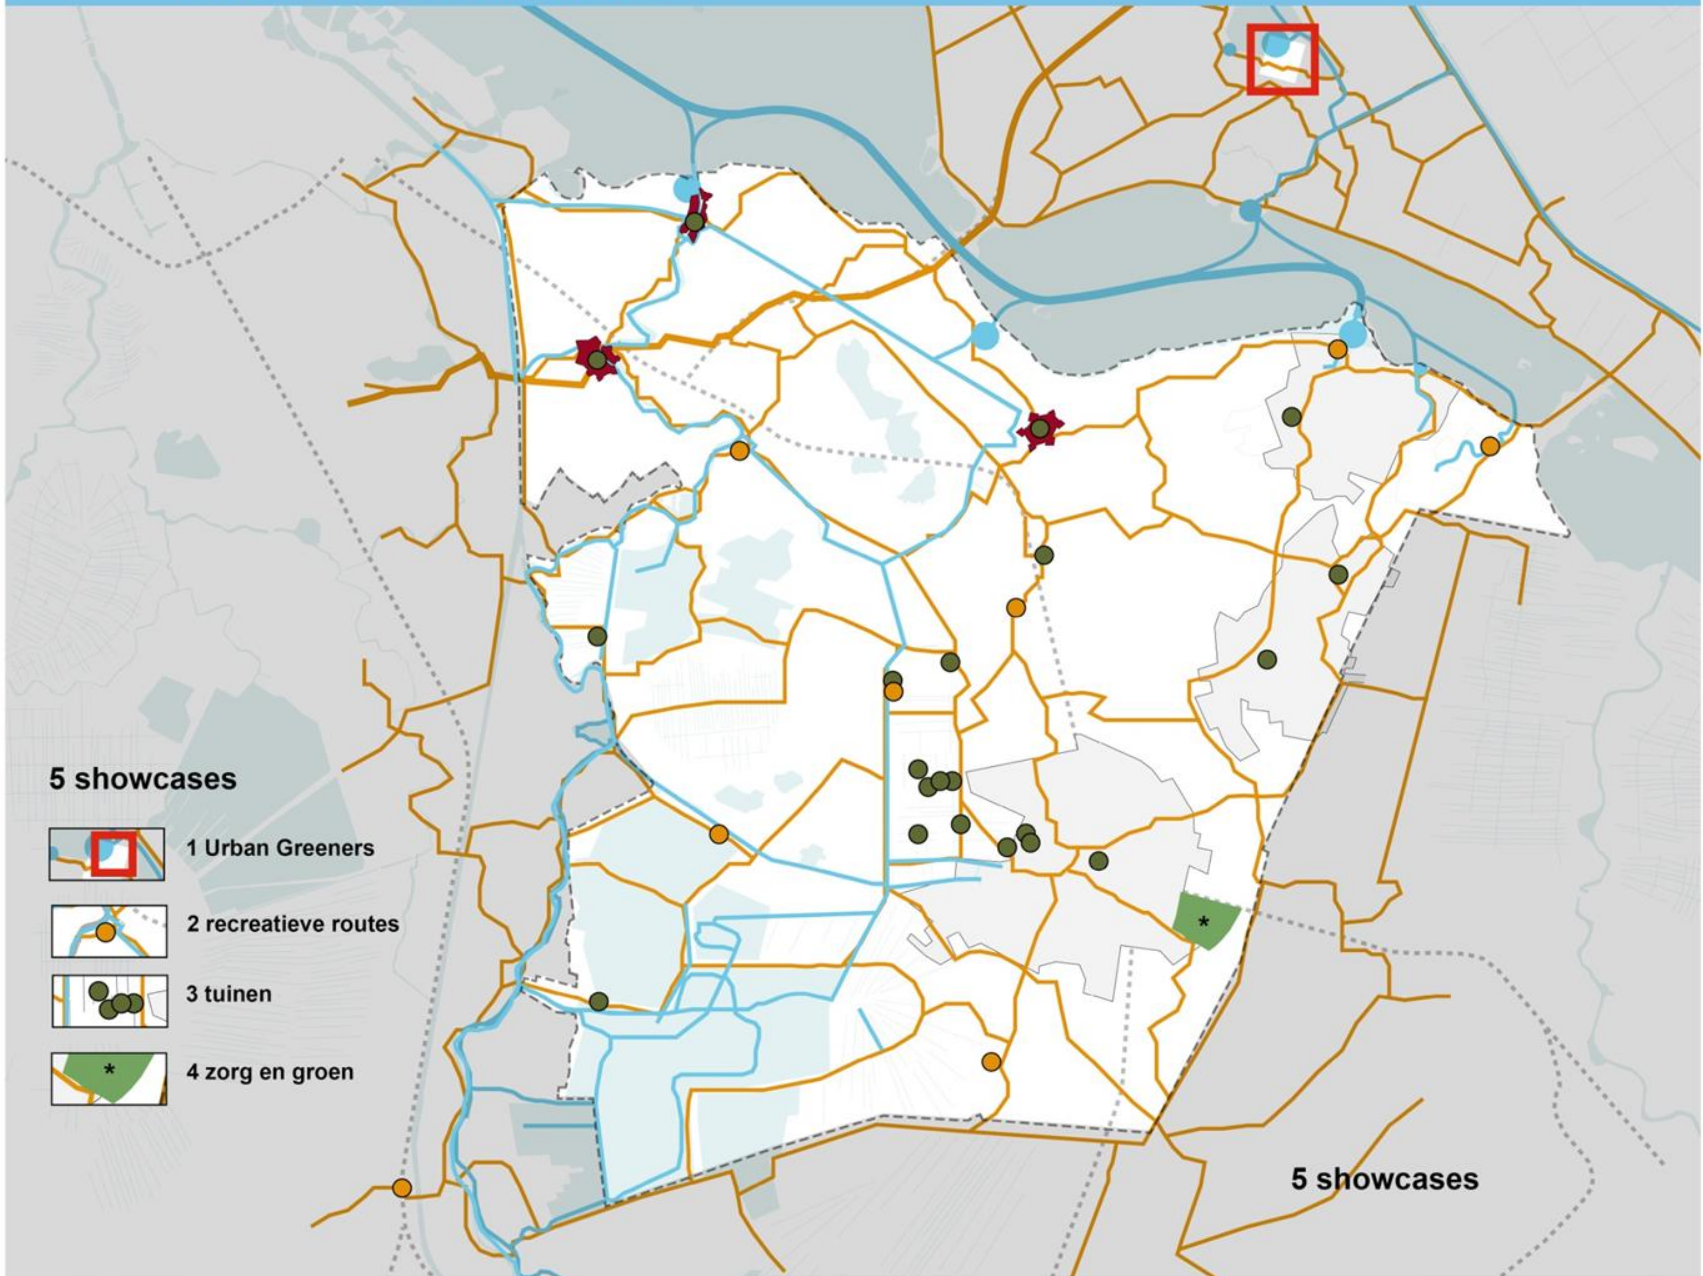 5 showcases
1 Urban Greeners
2 recreatieve routes
3 tuinen
*
4 zorg en groen
*
5 showcases